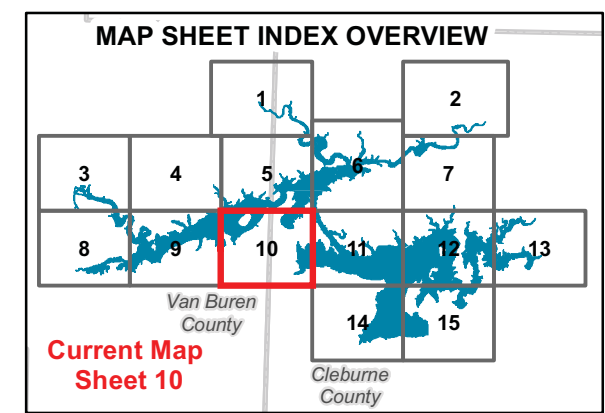 MAP SHEET INDEX OVERVIEW
1
2
3
4
5
6
7
8
9
10
11
12
13
Van Buren
County
14
15
Current Map
Sheet 10
Cleburne
County